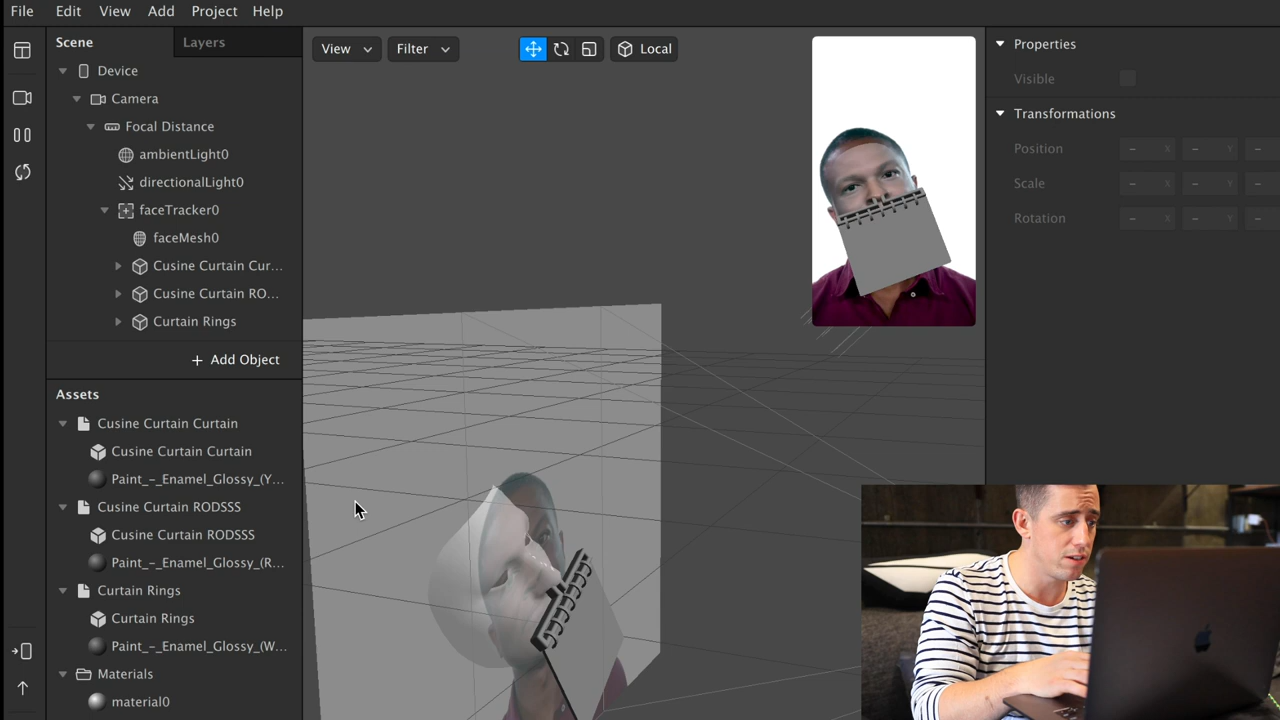 File Edit View Add Project Help
Scene Layers
Device
Camera
Focal Distance
ambientLight0
directionalLight0
faceTracker0
faceMesh0
Cusine Curtain Cur...
Cusine Curtain RO...
Curtain Rings
+ Add Object
Assets
Cusine Curtain Curtain
Cusine Curtain Curtain
Paint_-_Enamel_Glossy_(Y...
Cusine Curtain RODSSS
Cusine Curtain RODSSS
Paint_-_Enamel_Glossy_(R...
Curtain Rings
Curtain Rings
Paint_-_Enamel_Glossy_(W...
Materials
material0
View Filter Local
Properties
Visible
Transformations
Position – X – Y –
Scale – X – Y –
Rotation – X – Y –